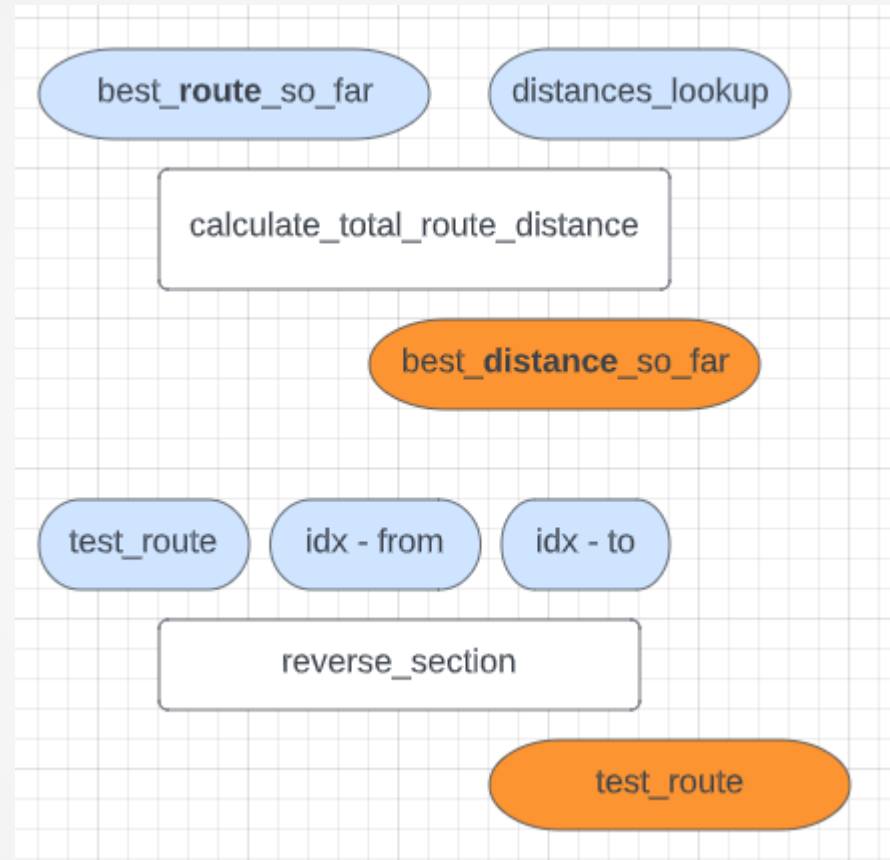 best_route_so_far
distances_lookup
calculate_total_route_distance
best_distance_so_far
test_route
idx - from
idx - to
reverse_section
test_route